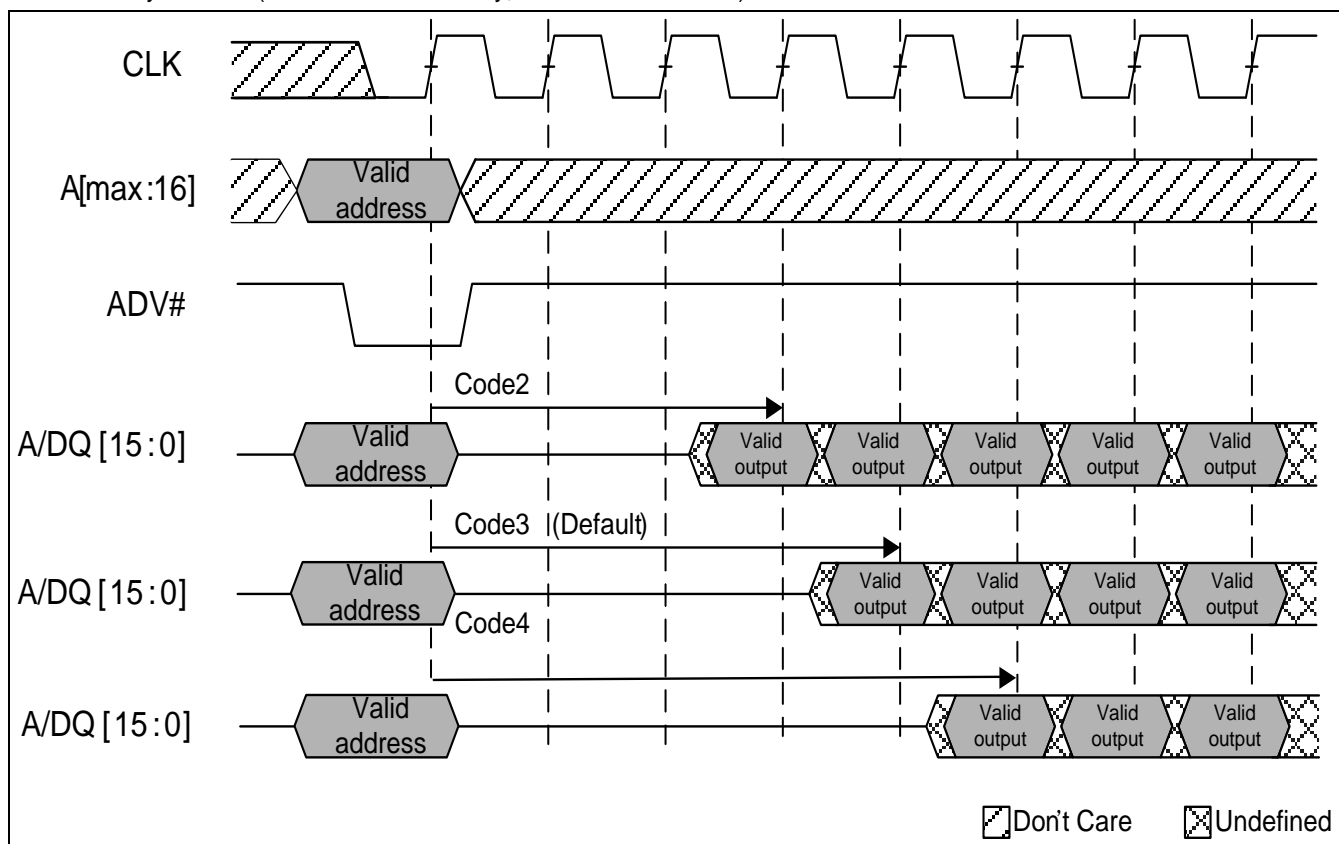 CLK
A[max:16]
Valid
address
ADV#
Code2
A/DQ [15:0]
Valid
address
Valid
output
Valid
output
Valid
output
Valid
output
Valid
output
Code3 (Default)
A/DQ [15:0]
Valid
address
Valid
output
Valid
output
Valid
output
Valid
output
Code4
A/DQ [15:0]
Valid
address
Valid
output
Valid
output
Valid
output
Don't Care
Undefined